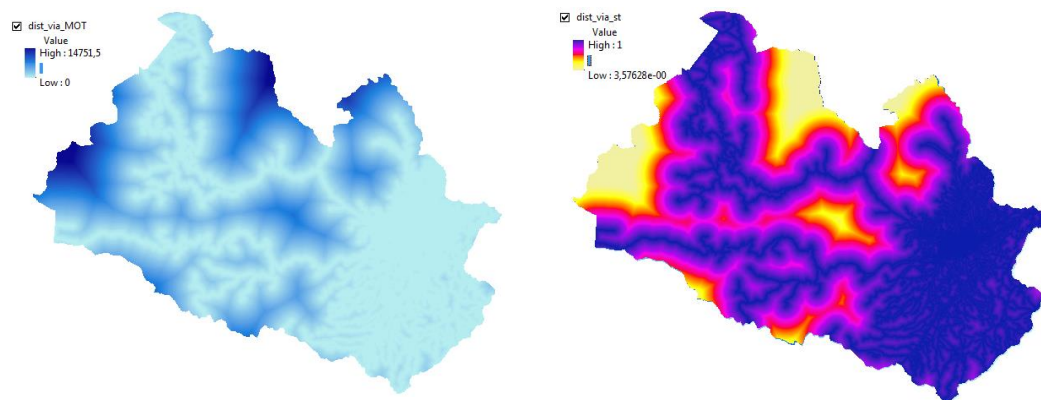 dist_via_MOT
Value
High : 14751,5
Low : 0
dist_via_st
Value
High : 1
Low : 3,57628e-00